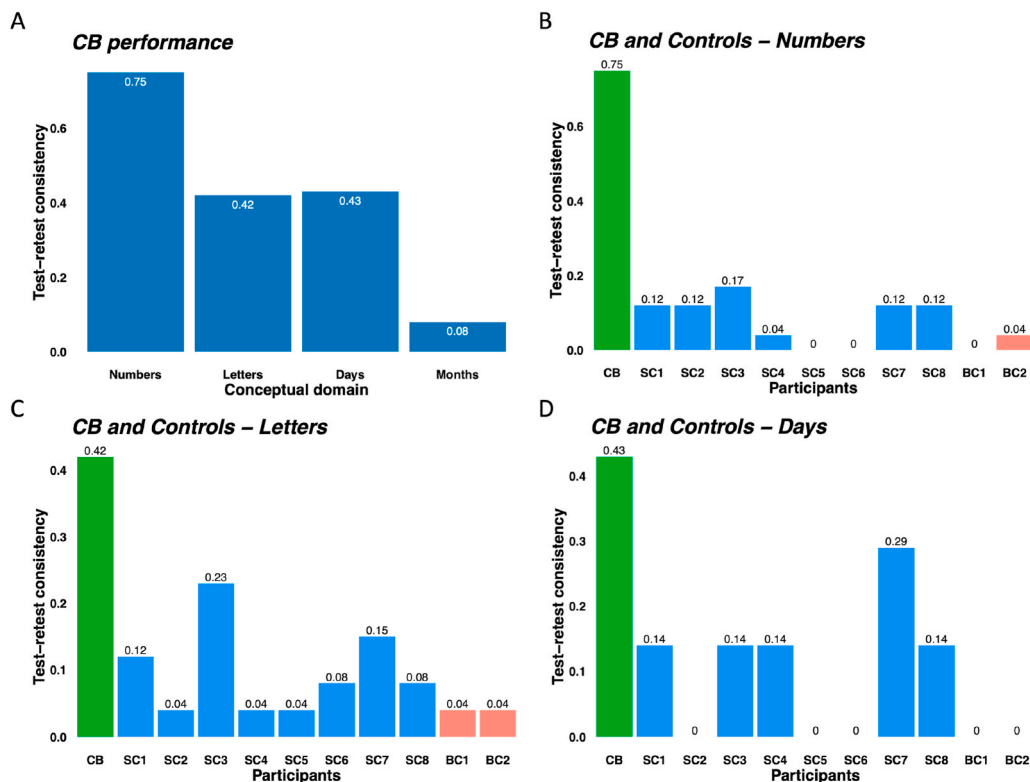 A
CB performance
Test-retest consistency
0.6
0.4
0.2
0.0
0.75
0.42
0.43
0.08
Numbers Letters Days Months
Conceptual domain
B
CB and Controls – Numbers
Test-retest consistency
0.6
0.4
0.2
0.0
0.75
0.12 0.12 0.17 0.04 0 0 0.12 0.12 0 0.04
CB SC1 SC2 SC3 SC4 SC5 SC6 SC7 SC8 BC1 BC2
Participants
C
CB and Controls – Letters
Test-retest consistency
0.4
0.3
0.2
0.1
0.0
0.42
0.12 0.04 0.23 0.04 0.04 0.08 0.15 0.08 0.04 0.04
CB SC1 SC2 SC3 SC4 SC5 SC6 SC7 SC8 BC1 BC2
Participants
D
CB and Controls – Days
Test-retest consistency
0.4
0.3
0.2
0.1
0.0
0.43
0.14 0 0.14 0.14 0 0 0.29 0.14 0 0
CB SC1 SC2 SC3 SC4 SC5 SC6 SC7 SC8 BC1 BC2
Participants